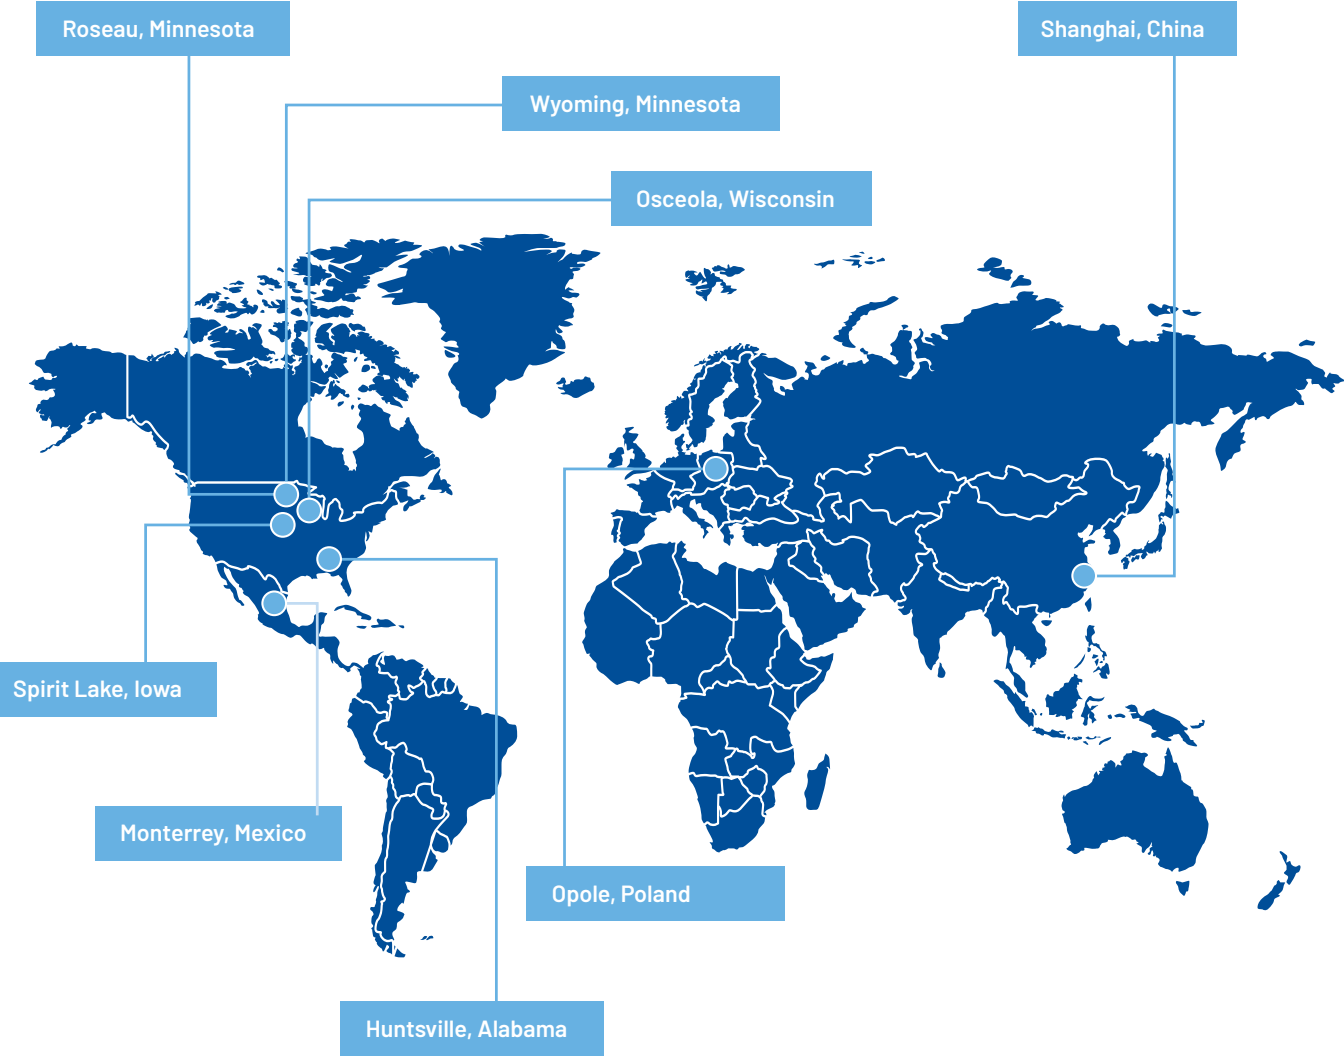 Roseau, Minnesota
Shanghai, China
Wyoming, Minnesota
Osceola, Wisconsin
Spirit Lake, Iowa
Monterrey, Mexico
Opole, Poland
Huntsville, Alabama